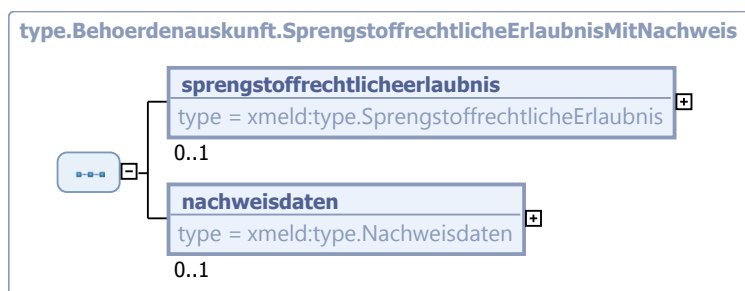 type.Behoerdenauskunft.SprengstoffrechtlicheErlaubnisMitNachweis
sprengstoffrechtlicheerlaubnis
type = xmeld:type.SprengstoffrechtlicheErlaubnis
0..1
nachweisdaten
type = xmeld:type.Nachweisdaten
0..1